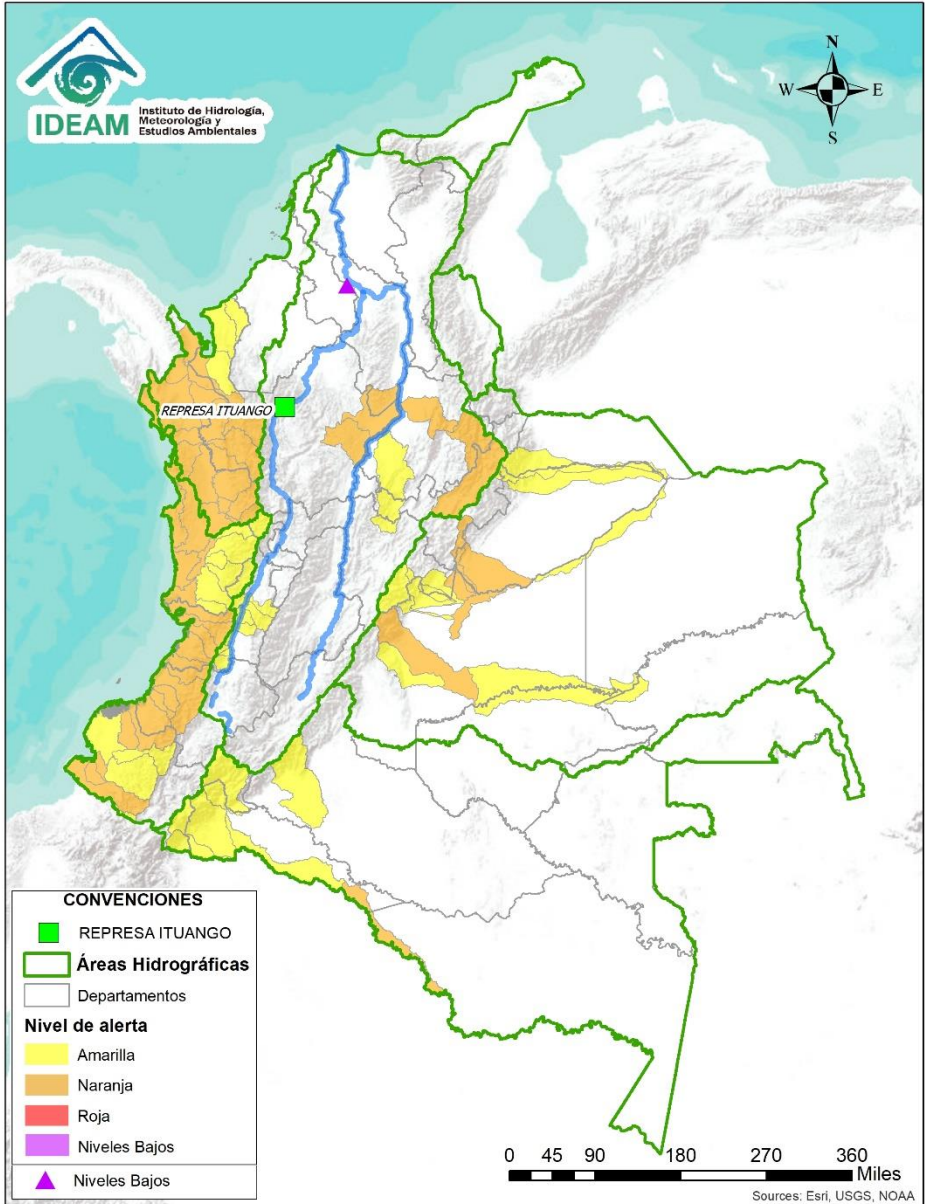 IDEAM
Instituto de Hidrología,
Meteorología y
Estudios Ambientales
N
W
E
S
REPRESA ITUANGO
CONVENCIONES
REPRESA ITUANGO
Áreas Hidrográficas
Departamentos
Nivel de alerta
Amarilla
Naranja
Roja
Niveles Bajos
Niveles Bajos
0 45 90 180 270 360
Miles
Sources: Esri, USGS, NOAA